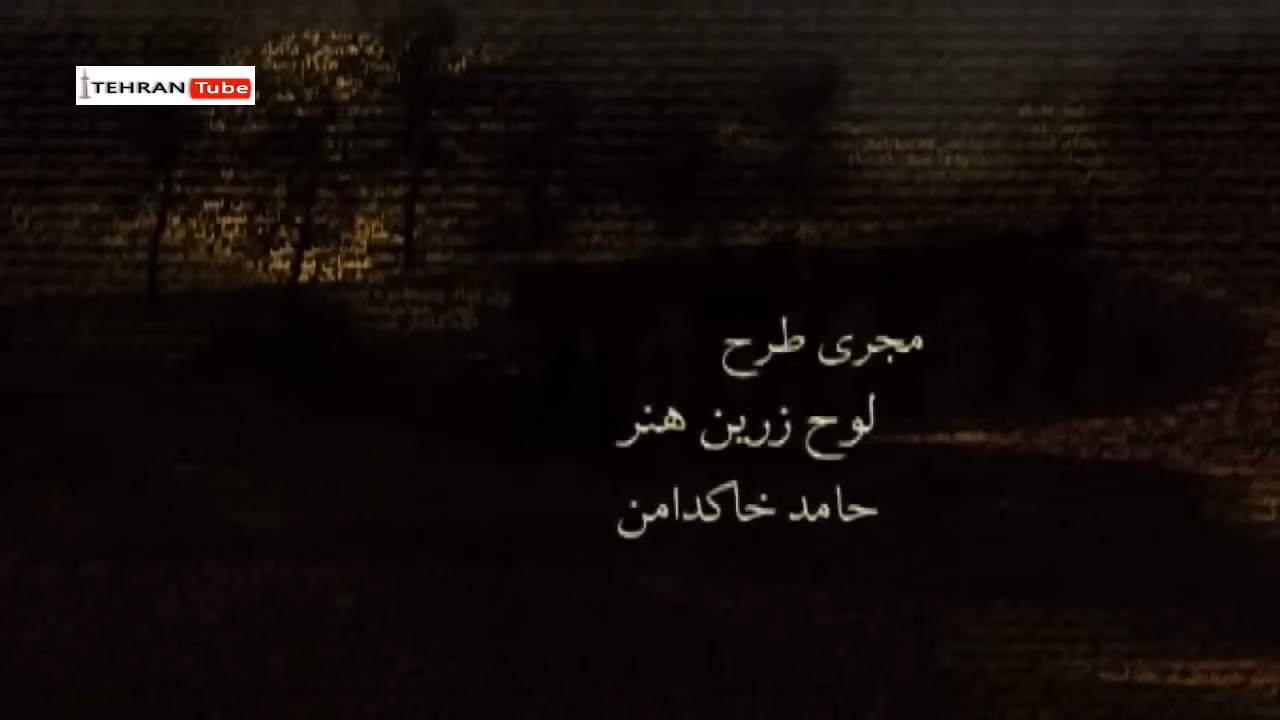 TEHRAN Tube
مجری طرح
لوح زرین هنر
حامد خاکدامن